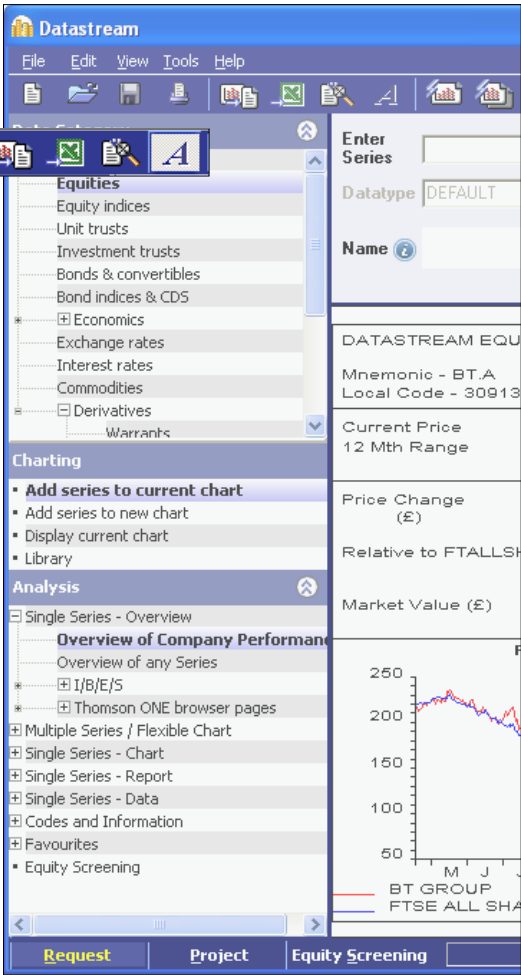 Datastream
File Edit View Tools Help
A
A
Enter
Series
Datatype DEFAULT
Name
Equities
Equity indices
Unit trusts
Investment trusts
Bonds & convertibles
Bond indices & CDS
Economics
Exchange rates
Interest rates
Commodities
Derivatives
Warrants
Charting
Add series to current chart
Add series to new chart
Display current chart
Library
Analysis
Single Series - Overview
Overview of Company Performan
Overview of any Series
I/B/E/S
Thomson ONE browser pages
Multiple Series / Flexible Chart
Single Series - Chart
Single Series - Report
Single Series - Data
Codes and Information
Favourites
Equity Screening
DATASTREAM EQU
Mnemonic - BT.A
Local Code - 30913
Current Price
12 Mth Range
Price Change
(£)
Relative to FTALLSH
Market Value (£)
250
200
150
100
50
M J
BT GROUP
FTSE ALL SHA
Request Project Equity Screening